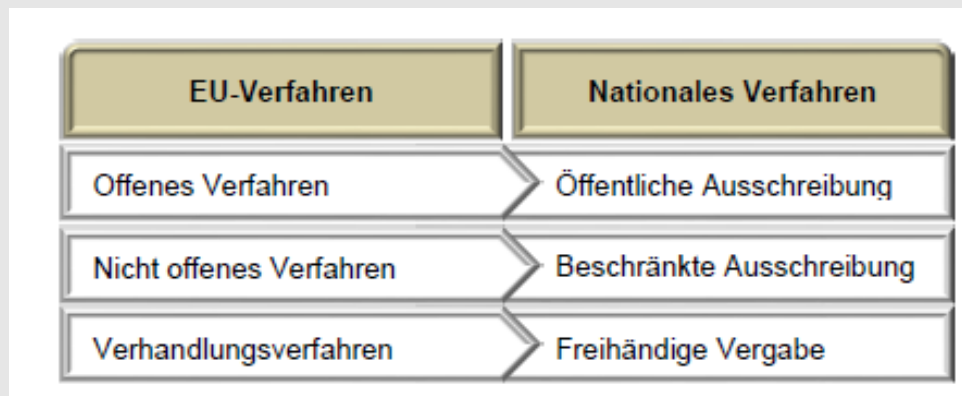 EU-Verfahren Nationales Verfahren
Offenes Verfahren Öffentliche Ausschreibung
Nicht offenes Verfahren Beschränkte Ausschreibung
Verhandlungsverfahren Freihändige Vergabe